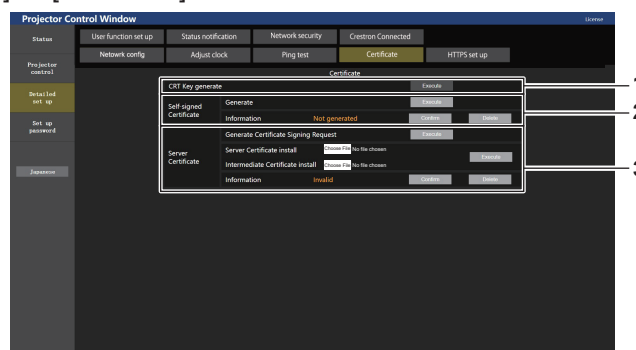 Projector Control Window
License
Status
Projector
control
Detailed
set up
Set up
password
Japanese
User function set up
Status notification
Network security
Crestron Connected
Netowrk config
Adjust clock
Ping test
Certificate
HTTPS set up
Certificate
CRT Key generate
Execute
Self-signed
Certificate
Generate
Execute
Information
Not generated
Confirm
Delete
Server
Certificate
Generate Certificate Signing Request
Execute
Server Certificate install
Choose File No file chosen
Intermediate Certificate install
Choose File No file chosen
Execute
Information
Invalid
Confirm
Delete